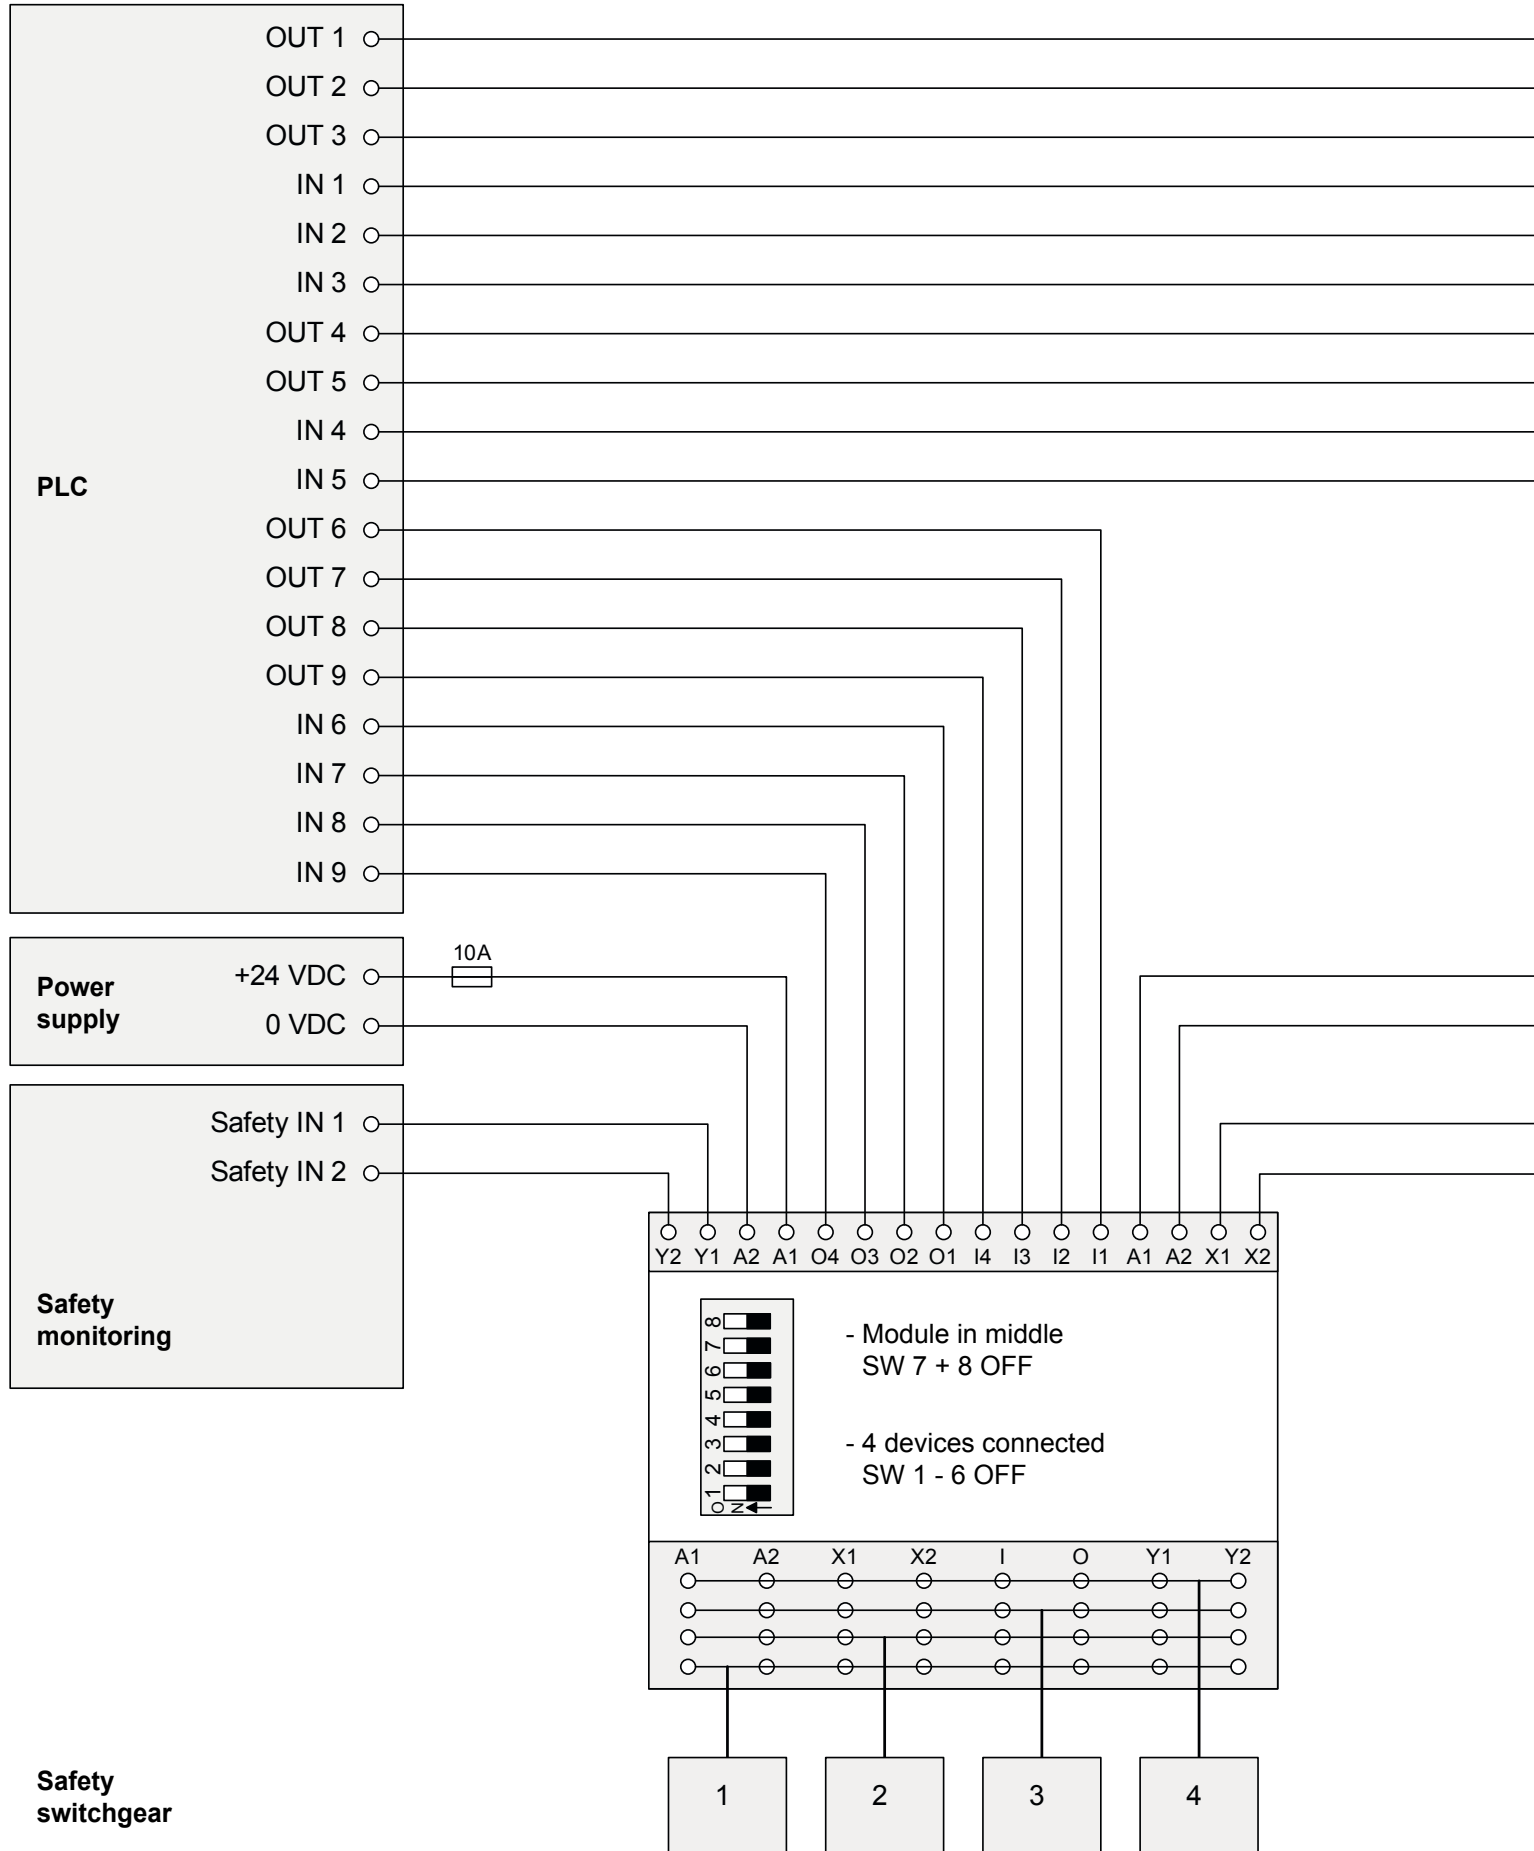 OUT 1
OUT 2
OUT 3
IN 1
IN 2
IN 3
OUT 4
OUT 5
IN 4
PLC
IN 5
OUT 6
OUT 7
OUT 8
OUT 9
IN 6
IN 7
IN 8
IN 9
10A
Power
supply
+24 VDC
0 VDC
Safety IN 1
Safety IN 2
Safety
monitoring
Y2 Y1 A2 A1 O4 O3 O2 O1 I4 I3 I2 I1 A1 A2 X1 X2
8
7
6
5
4
3
2
1
ON
- Module in middle
SW 7 + 8 OFF
- 4 devices connected
SW 1 - 6 OFF
A1 A2 X1 X2 I O Y1 Y2
Safety
switchgear
1 2 3 4